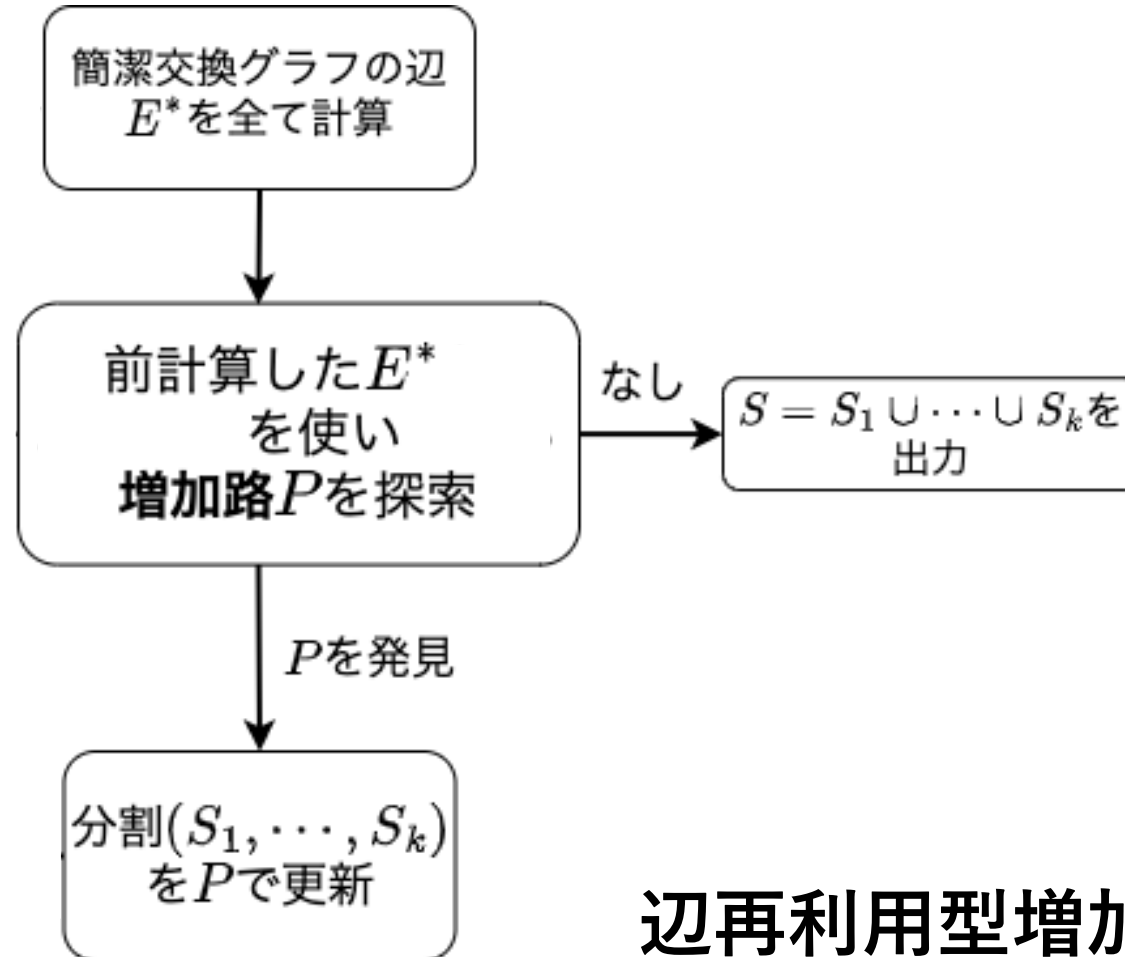 簡潔交換グラフの辺
E*を全て計算
前計算したE*
を使い
増加路Pを探索
なし
S = S₁ ∪ ⋯ ∪ Sₖを
出力
Pを発見
分割(S₁, ⋯ , Sₖ)
をPで更新
辺再利用型増加